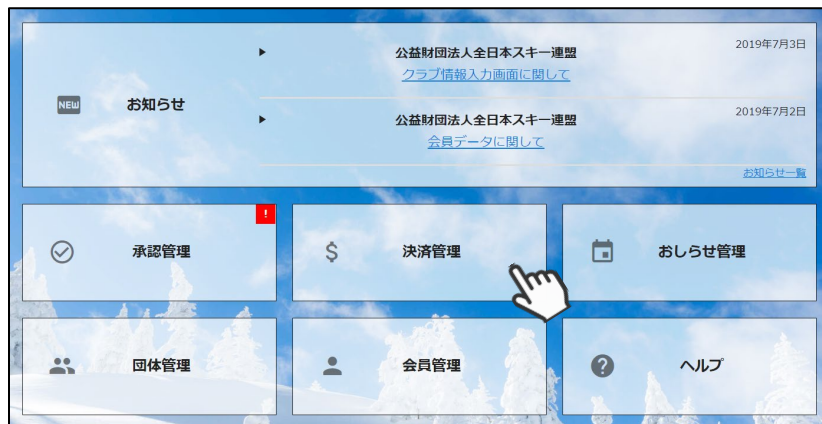 公益財団法人全日本スキー連盟
2019年7月3日
クラブ情報入力画面に関して
NEW
お知らせ
公益財団法人全日本スキー連盟
2019年7月2日
会員データに関して
お知らせ一覧
!
承認管理
$
決済管理
おしらせ管理
団体管理
会員管理
?
ヘルプ